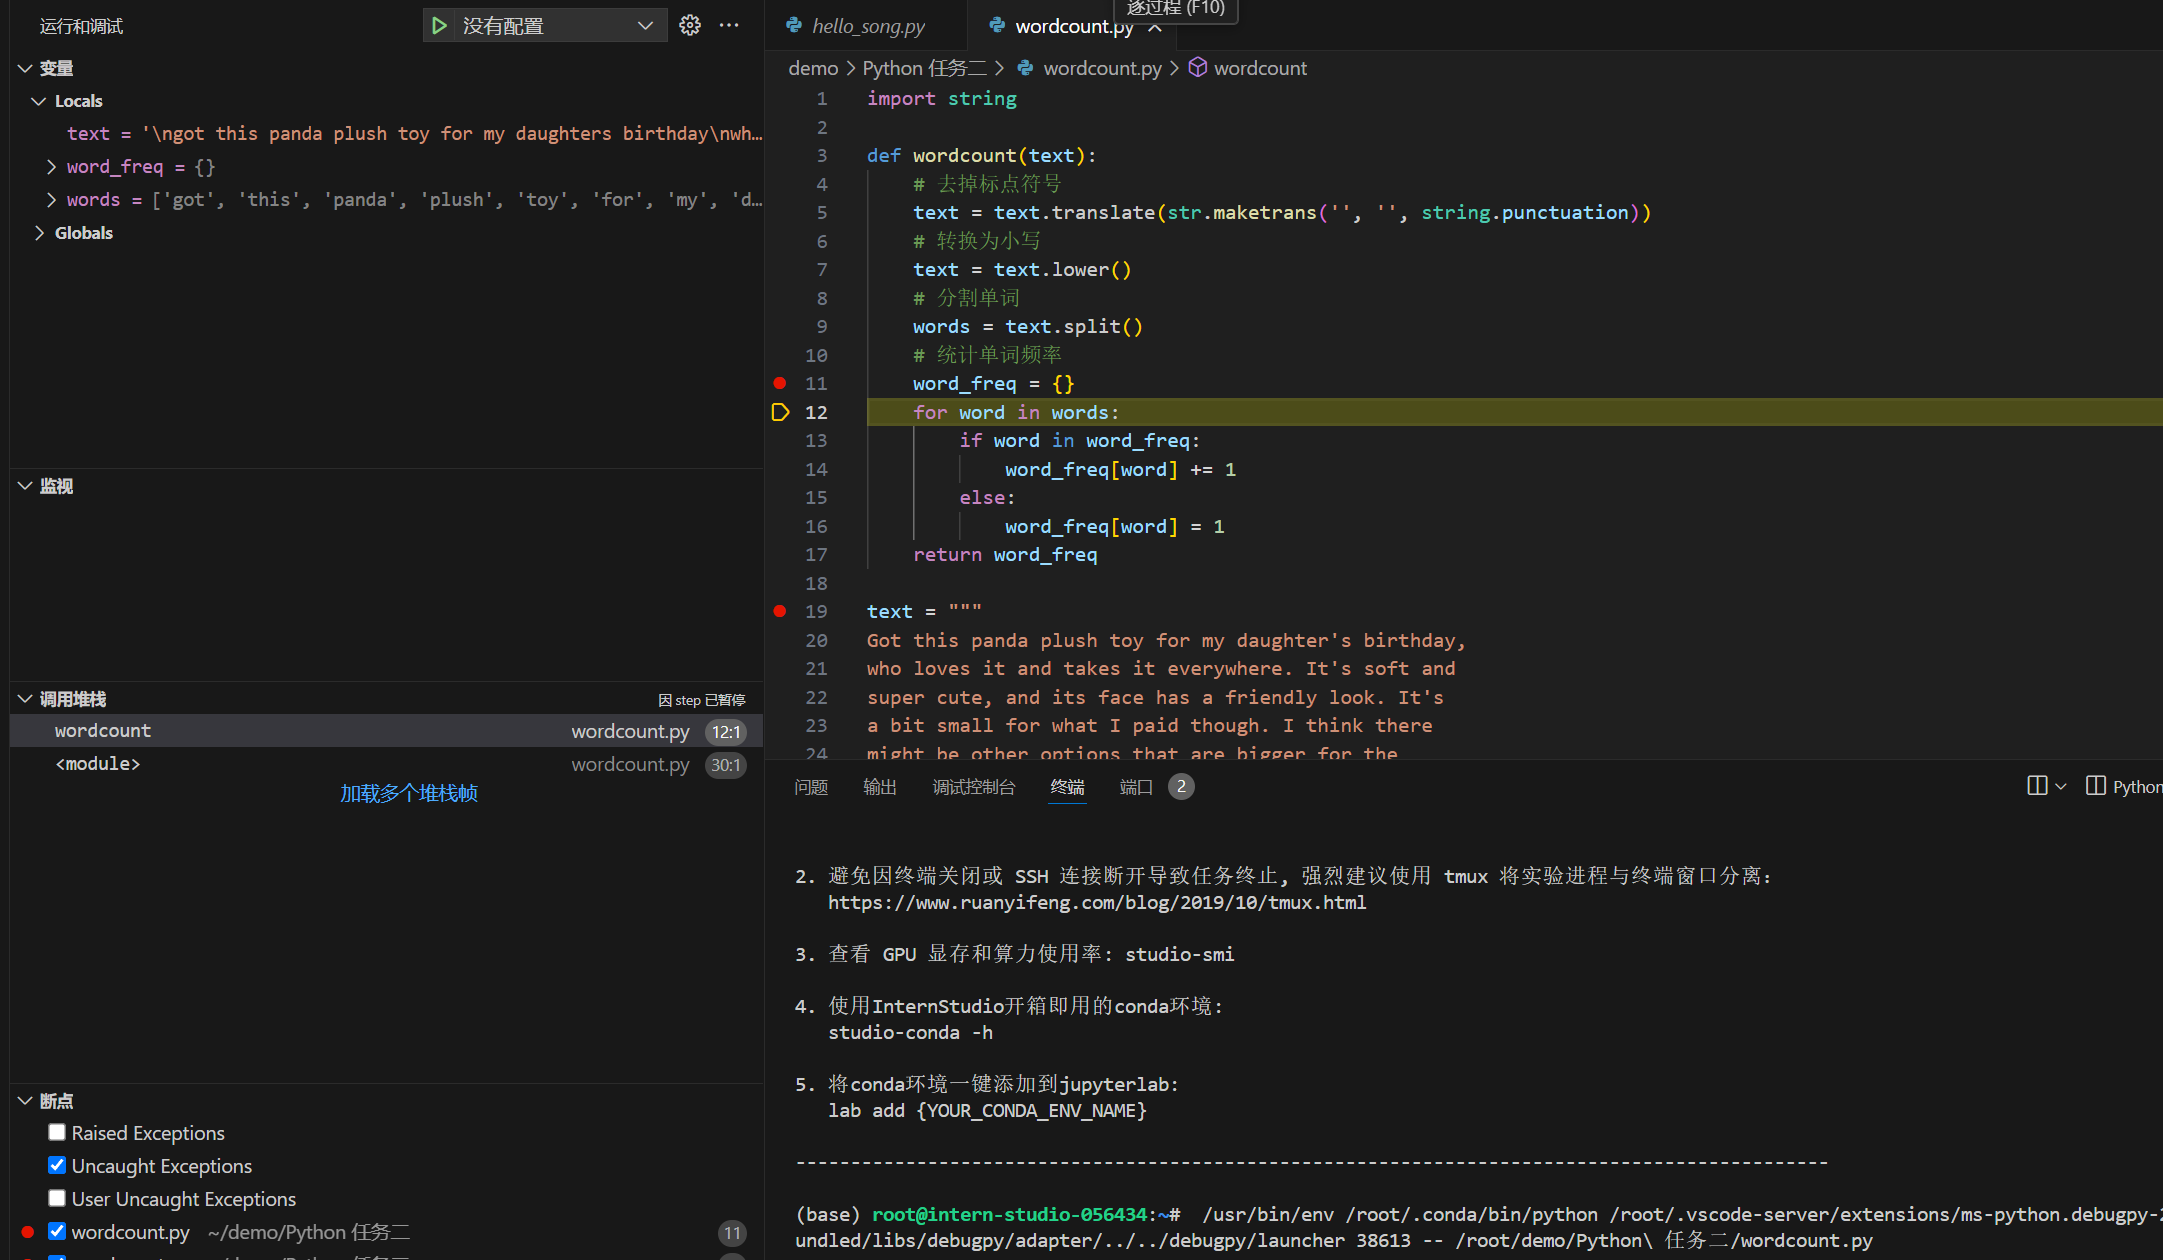 运行和调试
没有配置
变量
Locals
text = '\ngot this panda plush toy for my daughters birthday\nwh…
word_freq = {}
words = ['got', 'this', 'panda', 'plush', 'toy', 'for', 'my', 'd…
Globals
监视
调用堆栈
因 step 已暂停
wordcount wordcount.py 12:1
<module> wordcount.py 30:1
加载多个堆栈帧
断点
Raised Exceptions
Uncaught Exceptions
User Uncaught Exceptions
wordcount.py ~/demo/Python 任务二 11
逐过程 (F10)
hello_song.py
wordcount.py
demo > Python 任务二 > wordcount.py > wordcount
1 import string
2
3 def wordcount(text):
4 # 去掉标点符号
5 text = text.translate(str.maketrans('', '', string.punctuation))
6 # 转换为小写
7 text = text.lower()
8 # 分割单词
9 words = text.split()
10 # 统计单词频率
11 word_freq = {}
12 for word in words:
13 if word in word_freq:
14 word_freq[word] += 1
15 else:
16 word_freq[word] = 1
17 return word_freq
18
19 text = """
20 Got this panda plush toy for my daughter's birthday,
21 who loves it and takes it everywhere. It's soft and
22 super cute, and its face has a friendly look. It's
23 a bit small for what I paid though. I think there
24 might be other options that are bigger for the
问题 输出 调试控制台 终端 端口 2
Python
2. 避免因终端关闭或 SSH 连接断开导致任务终止, 强烈建议使用 tmux 将实验进程与终端窗口分离:
https://www.ruanyifeng.com/blog/2019/10/tmux.html
3. 查看 GPU 显存和算力使用率: studio-smi
4. 使用InternStudio开箱即用的conda环境:
studio-conda -h
5. 将conda环境一键添加到jupyterlab:
lab add {YOUR_CONDA_ENV_NAME}
----------------------------------------------------------------------------------------------
(base) root@intern-studio-056434:~# /usr/bin/env /root/.conda/bin/python /root/.vscode-server/extensions/ms-python.debugpy-2
undled/libs/debugpy/adapter/../../debugpy/launcher 38613 -- /root/demo/Python\ 任务二/wordcount.py